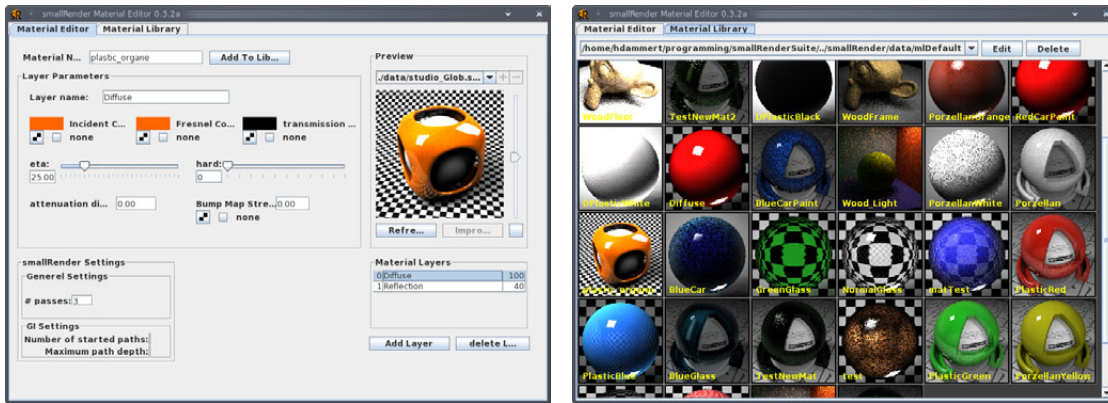 smallRender Material Editor 0.3.2a
Material Editor Material Library
Material N... plastic_organe Add To Lib...
Layer Parameters
Layer name: Diffuse
Incident C... Fresnel Co... transmission ...
none none none
eta: hard:
25.00 0
attenuation di... 0.00 Bump Map Stre... 0.00
none
Preview
./data/studio_Glob.s...
Refre... Impro...
smallRender Settings
Generel Settings
# passes: 3
GI Settings
Number of started paths:
Maximum path depth:
Material Layers
0 Diffuse 100
1 Reflection 40
Add Layer delete L...
smallRender Material Editor 0.3.2a
Material Editor Material Library
/home/hdammert/programming/smallRenderSuite/../smallRender/data/mlDefault Edit Delete
WoodFloor TestNewMat2 DPlasticBlack WoodFrame PorzellanOrange RedCarPaint
DPlasticWhite Diffuse BlueCarPaint Wood_Light PorzellanWhite Porzellan
plastic_organe BlueCar GreenGlass NormalGlass matTest PlasticRed
PlasticBlue BlueGlass TestNewMat test PlasticGreen PorzellanYellow